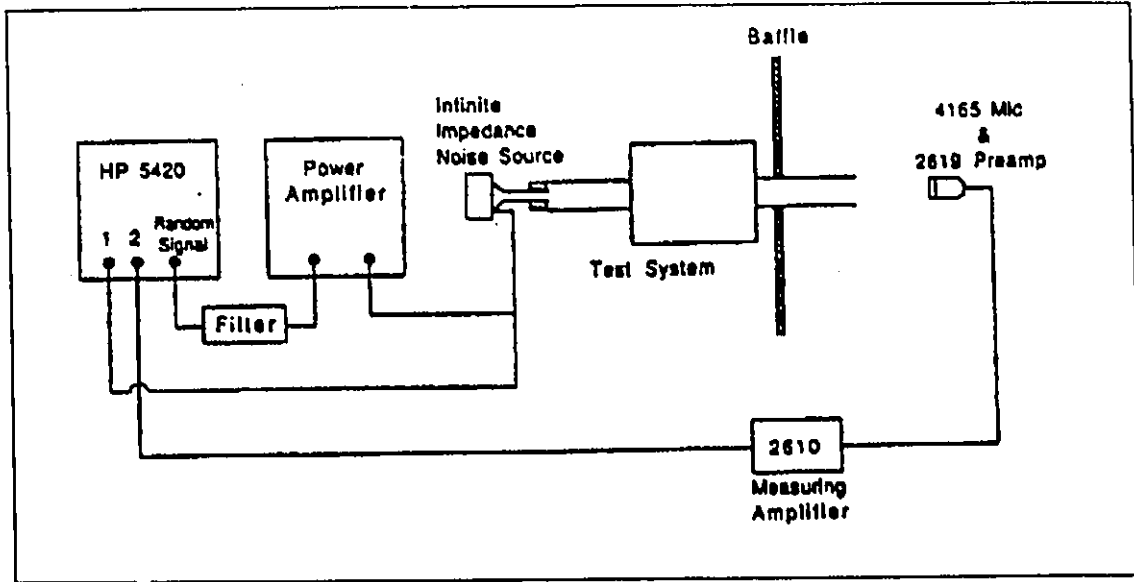 Baffle
Infinite
Impedance
Noise Source
4165 Mic
&
2619 Preamp
HP 5420
Power
Amplifier
Random
Signal
1 2
Test System
Filter
2610
Measuring
Amplifier